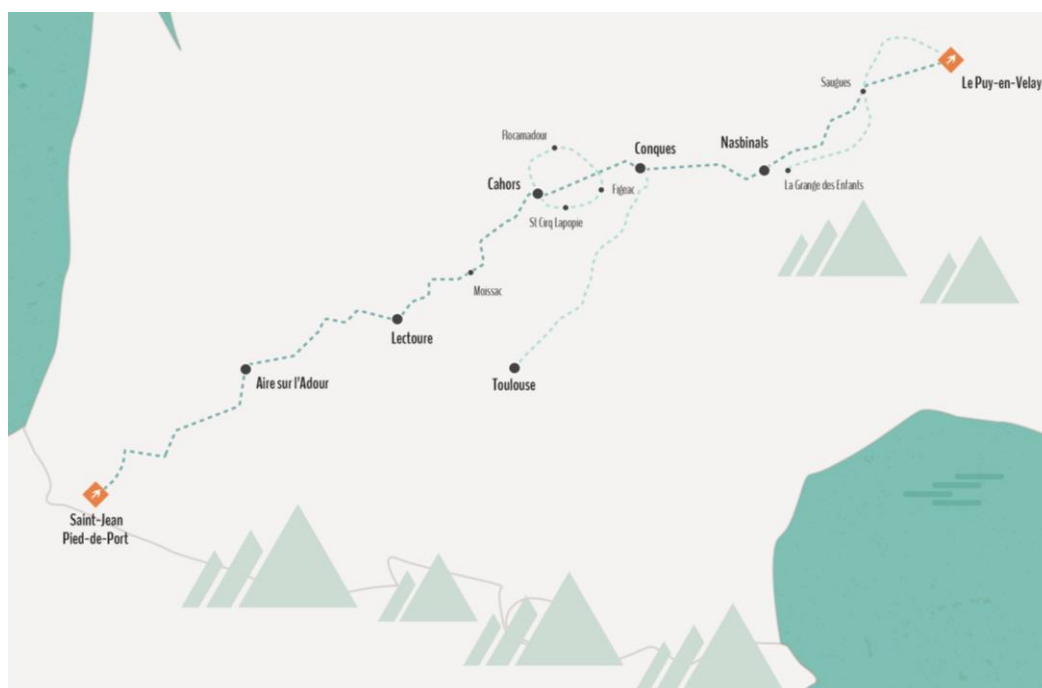 Le Puy-en-Velay
Saugues
Rocamadour
Conques
Nasbinals
Cahors
Figeac
La Grange des Enfants
St Cirq Lapopie
Moissac
Lectoure
Aire sur l'Adour
Toulouse
Saint-Jean
Pied-de-Port